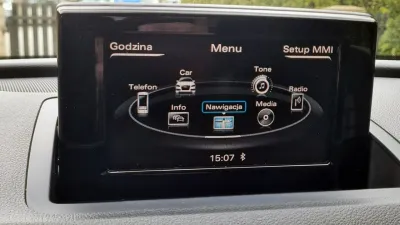 Godzina Menu Setup MMI
Car Tone
Telefon Radio
Info Nawigacja Media
15:07